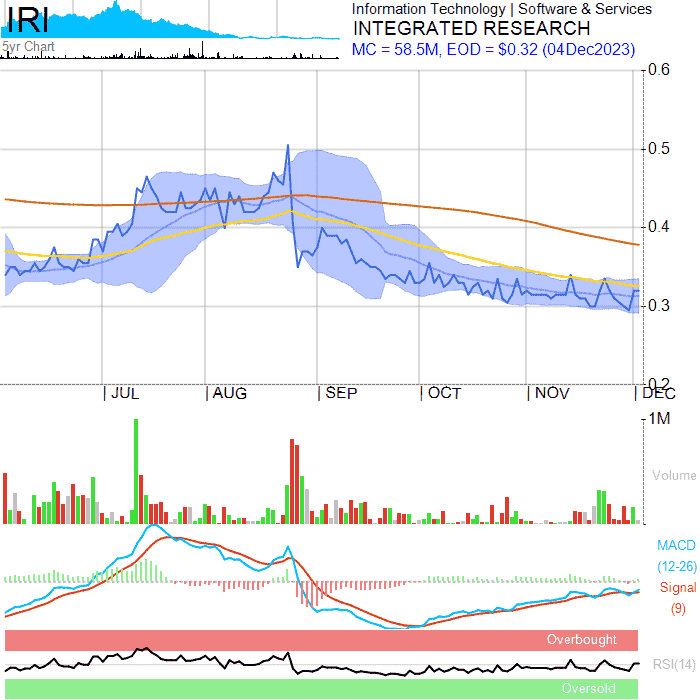 IRI
5yr Chart
Information Technology | Software & Services
INTEGRATED RESEARCH
MC = 58.5M, EOD = $0.32 (04Dec2023)
0.6
0.5
0.4
0.3
0.2
JUL AUG SEP OCT NOV DEC
1M
Volume
MACD
(12-26)
Signal
(9)
Overbought
RSI(14)
Oversold